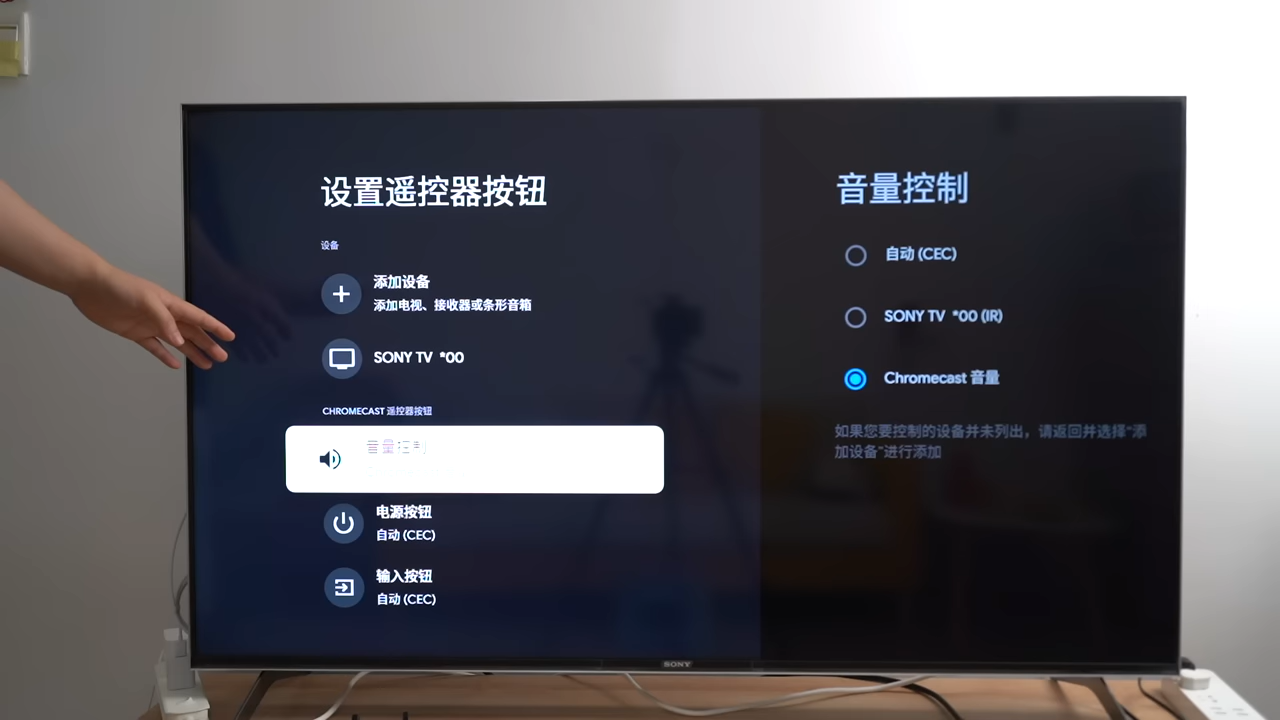 设置遥控器按钮
设备
添加设备
添加电视、接收器或条形音箱
SONY TV *00
CHROMECAST 遥控器按钮
电源按钮
自动 (CEC)
输入按钮
自动 (CEC)
音量控制
自动 (CEC)
SONY TV *00 (IR)
Chromecast 音量
如果您要控制的设备并未列出，请返回并选择“添
加设备”进行添加
SONY